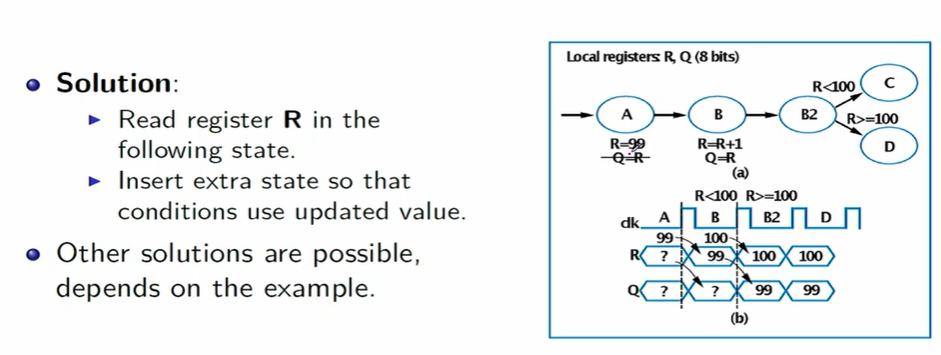 Solution:
Read register R in the
following state.
Insert extra state so that
conditions use updated value.
Other solutions are possible,
depends on the example.
Local registers: R, Q (8 bits)
R<100
C
A
B
B2
R>=100
D
R=99
R=R+1
Q=R
Q=R
(a)
R<100 R>=100
clk
A
B
B2
D
99
100
R
?
99
100
100
Q
?
?
99
99
(b)